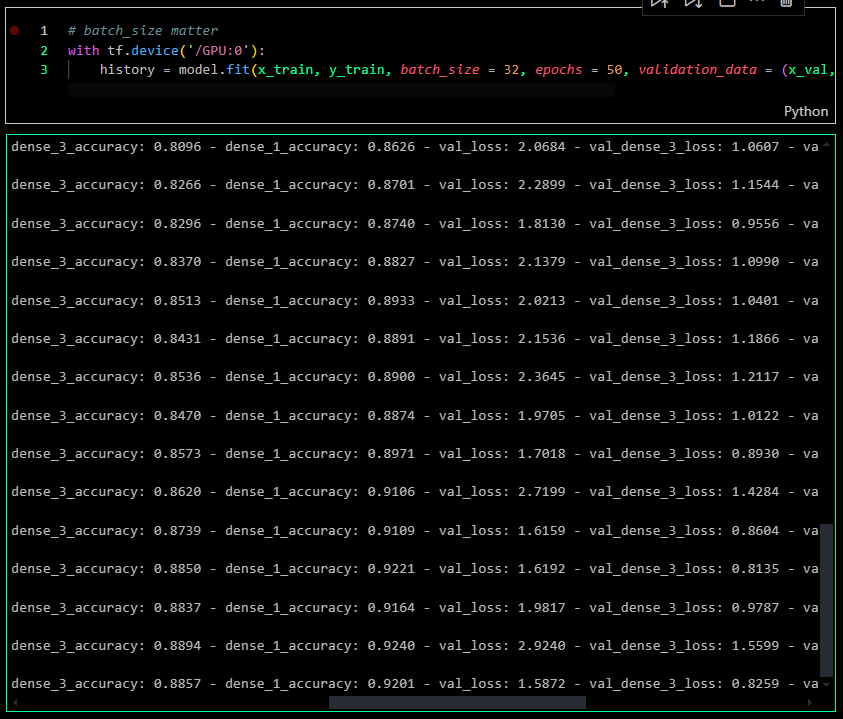 1 # batch_size matter
2 with tf.device('/GPU:0'):
3 history = model.fit(x_train, y_train, batch_size = 32, epochs = 50, validation_data = (x_val,
Python
dense_3_accuracy: 0.8096 - dense_1_accuracy: 0.8626 - val_loss: 2.0684 - val_dense_3_loss: 1.0607 - va
dense_3_accuracy: 0.8266 - dense_1_accuracy: 0.8701 - val_loss: 2.2899 - val_dense_3_loss: 1.1544 - va
dense_3_accuracy: 0.8296 - dense_1_accuracy: 0.8740 - val_loss: 1.8130 - val_dense_3_loss: 0.9556 - va
dense_3_accuracy: 0.8370 - dense_1_accuracy: 0.8827 - val_loss: 2.1379 - val_dense_3_loss: 1.0990 - va
dense_3_accuracy: 0.8513 - dense_1_accuracy: 0.8933 - val_loss: 2.0213 - val_dense_3_loss: 1.0401 - va
dense_3_accuracy: 0.8431 - dense_1_accuracy: 0.8891 - val_loss: 2.1536 - val_dense_3_loss: 1.1866 - va
dense_3_accuracy: 0.8536 - dense_1_accuracy: 0.8900 - val_loss: 2.3645 - val_dense_3_loss: 1.2117 - va
dense_3_accuracy: 0.8470 - dense_1_accuracy: 0.8874 - val_loss: 1.9705 - val_dense_3_loss: 1.0122 - va
dense_3_accuracy: 0.8573 - dense_1_accuracy: 0.8971 - val_loss: 1.7018 - val_dense_3_loss: 0.8930 - va
dense_3_accuracy: 0.8620 - dense_1_accuracy: 0.9106 - val_loss: 2.7199 - val_dense_3_loss: 1.4284 - va
dense_3_accuracy: 0.8739 - dense_1_accuracy: 0.9109 - val_loss: 1.6159 - val_dense_3_loss: 0.8604 - va
dense_3_accuracy: 0.8850 - dense_1_accuracy: 0.9221 - val_loss: 1.6192 - val_dense_3_loss: 0.8135 - va
dense_3_accuracy: 0.8837 - dense_1_accuracy: 0.9164 - val_loss: 1.9817 - val_dense_3_loss: 0.9787 - va
dense_3_accuracy: 0.8894 - dense_1_accuracy: 0.9240 - val_loss: 2.9240 - val_dense_3_loss: 1.5599 - va
dense_3_accuracy: 0.8857 - dense_1_accuracy: 0.9201 - val_loss: 1.5872 - val_dense_3_loss: 0.8259 - va